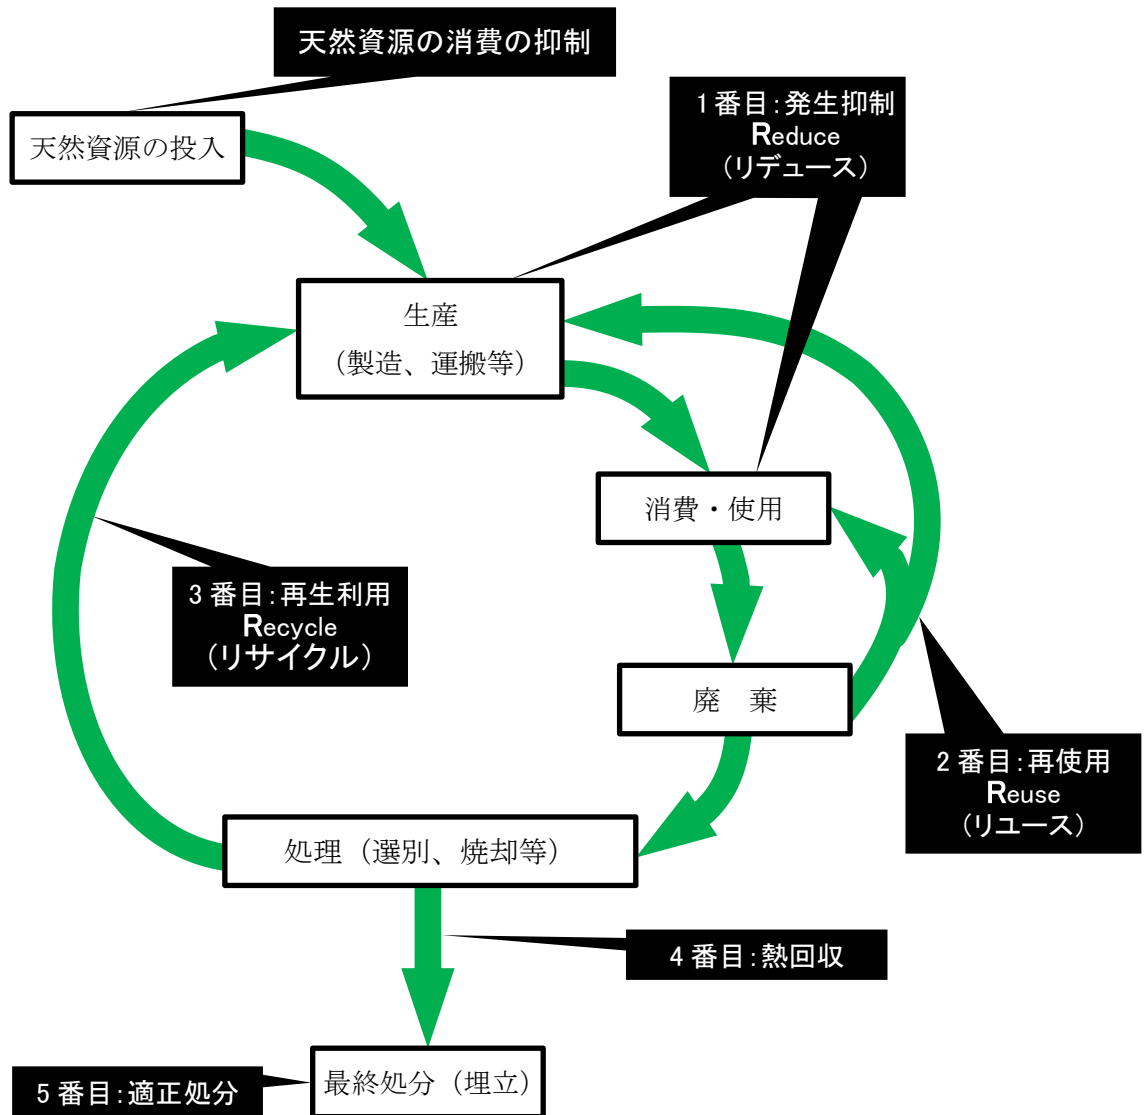 天然資源の消費の抑制
1番目:発生抑制
Reduce
(リデュース)
天然資源の投入
生産
(製造、運搬等)
消費・使用
3番目:再生利用
Recycle
(リサイクル)
廃　棄
2番目:再使用
Reuse
(リユース)
処理(選別、焼却等)
4番目:熱回収
最終処分(埋立)
5番目:適正処分